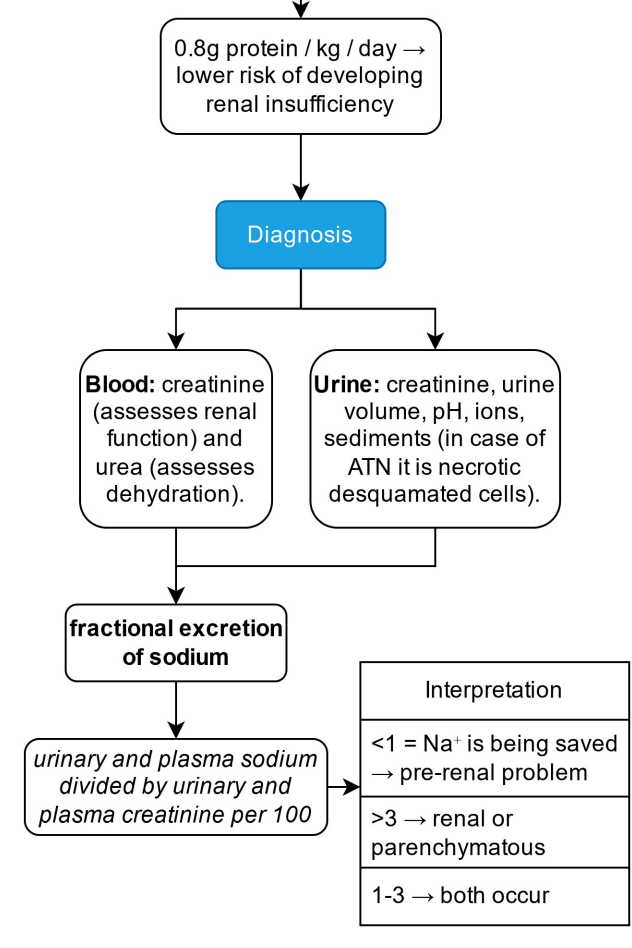 0.8g protein / kg / day →
lower risk of developing
renal insufficiency
Diagnosis
Blood: creatinine
(assesses renal
function) and
urea (assesses
dehydration).
Urine: creatinine, urine
volume, pH, ions,
sediments (in case of
ATN it is necrotic
desquamated cells).
fractional excretion
of sodium
urinary and plasma sodium
divided by urinary and
plasma creatinine per 100
Interpretation
<1 = Na⁺ is being saved
→ pre-renal problem
>3 → renal or
parenchymatous
1-3 → both occur